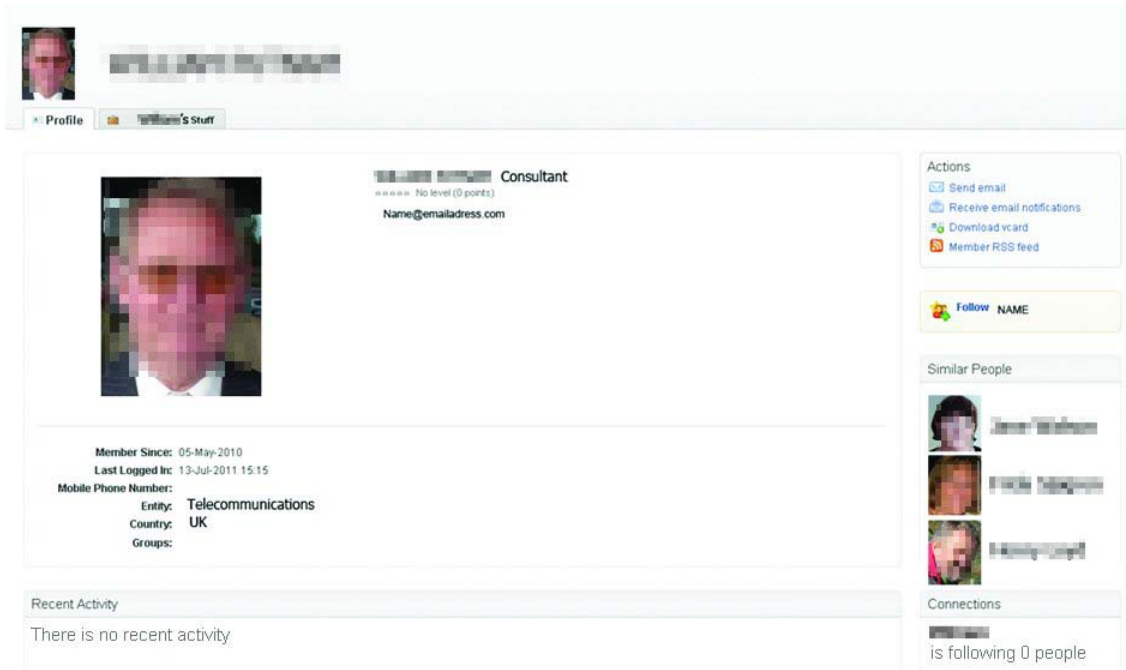 Profile
's Stuff
Consultant
No level (0 points)
Name@emailadress.com
Member Since: 05-May-2010
Last Logged In: 13-Jul-2011 15:15
Mobile Phone Number:
Entity: Telecommunications
Country: UK
Groups:
Recent Activity
There is no recent activity
Actions
Send email
Receive email notifications
Download vcard
Member RSS feed
Follow NAME
Similar People
Connections
is following 0 people